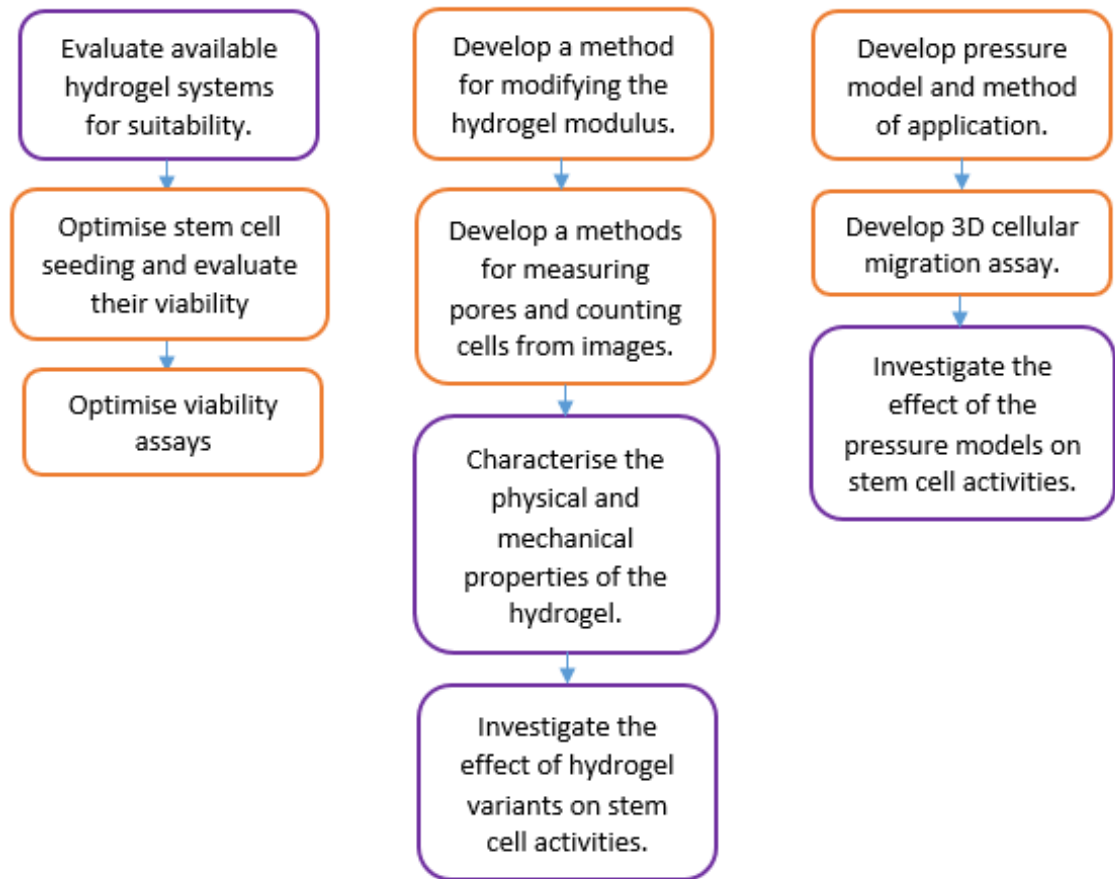 Evaluate available
hydrogel systems
for suitability.
Optimise stem cell
seeding and evaluate
their viability
Optimise viability
assays
Develop a method
for modifying the
hydrogel modulus.
Develop a methods
for measuring
pores and counting
cells from images.
Characterise the
physical and
mechanical
properties of the
hydrogel.
Investigate the
effect of hydrogel
variants on stem
cell activities.
Develop pressure
model and method
of application.
Develop 3D cellular
migration assay.
Investigate the
effect of the
pressure models on
stem cell activities.